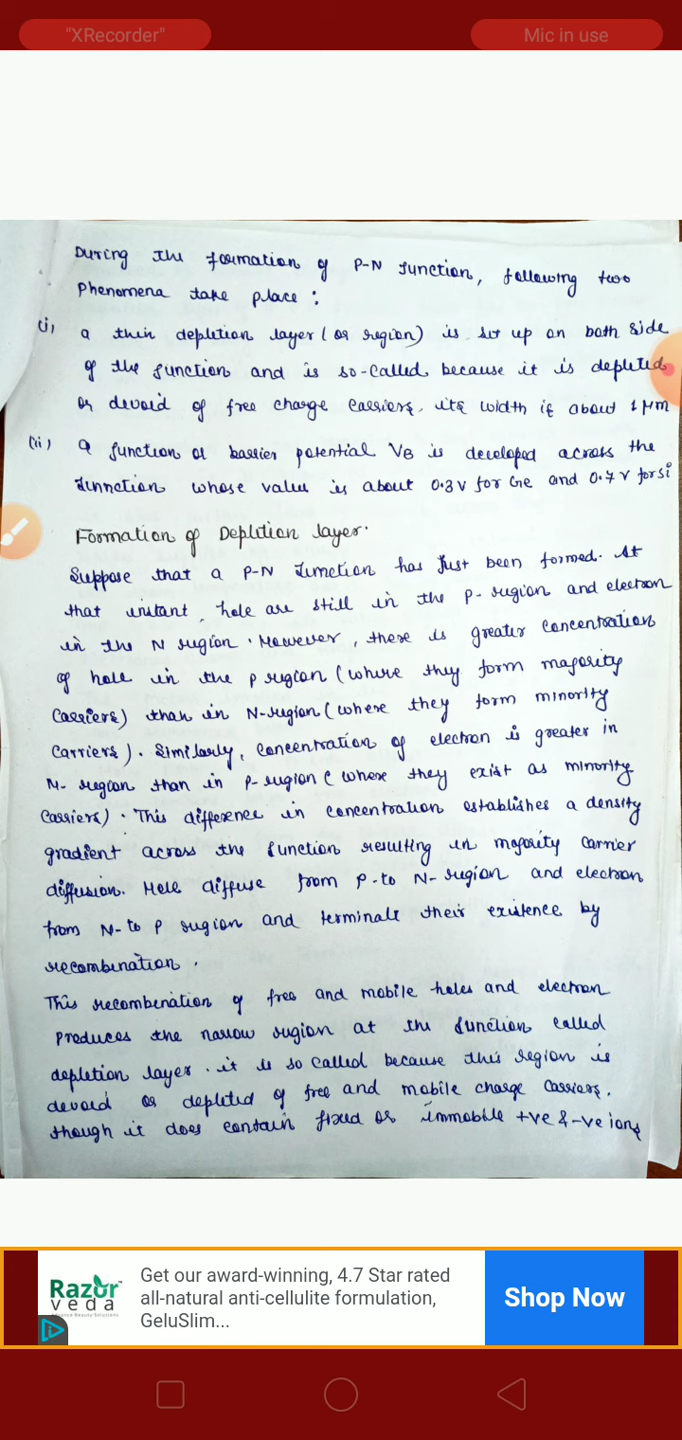 "XRecorder"
Mic in use
During the formation of P-N Junction, following two
Phenomena take place :
(i) a thin depletion layer (or region) is set up on both side
of the junction and is so-called because it is depleted
or devoid of free charge carriers. its width is about 1 μm
(ii) a junction or barrier potential VB is developed across the
Junction whose value is about 0.3v for Ge and 0.7v for si
Formation of Depletion layer.
Suppose that a P-N Junction has just been formed. At
that instant, hole are still in the P-region and electron
in the N region. However, there is greater concentration
of hole in the p region (where they form majority
carriers) than in N-region (where they form minority
carriers). Similarly, concentration of electron is greater in
N-region than in P-region (where they exist as minority
carriers). This difference in concentration establishes a density
gradient across the junction resulting in majority carrier
diffusion. Hole diffuse from P-to N-region and electron
from N-to P region and terminate their existence by
recombination.
This recombination of free and mobile holes and electron
produces the narrow region at the junction called
depletion layer. it is so called because this region is
devoid or depleted of free and mobile charge carriers.
though it does contain fixed or immobile +ve & -ve ions
Razor veda
Advance Beauty Solutions
Get our award-winning, 4.7 Star rated
all-natural anti-cellulite formulation,
GeluSlim...
Shop Now